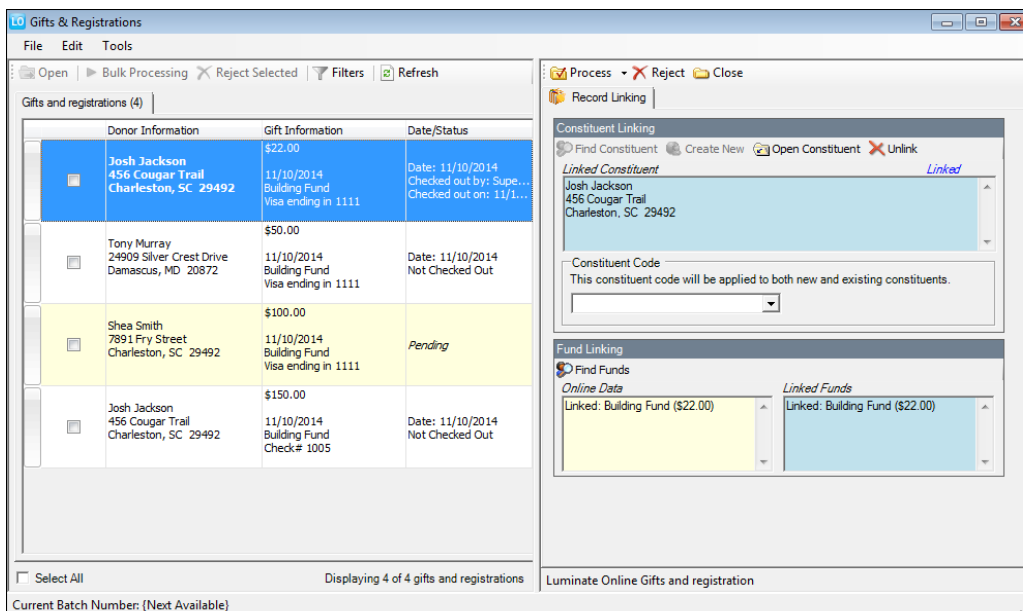 LO Gifts & Registrations
File Edit Tools
Open Bulk Processing Reject Selected Filters Refresh
Gifts and registrations (4)
Donor Information Gift Information Date/Status
Josh Jackson
456 Cougar Trail
Charleston, SC 29492
$22.00
11/10/2014
Building Fund
Visa ending in 1111
Date: 11/10/2014
Checked out by: Supe...
Checked out on: 11/1...
Tony Murray
24909 Silver Crest Drive
Damascus, MD 20872
$50.00
11/10/2014
Building Fund
Visa ending in 1111
Date: 11/10/2014
Not Checked Out
Shea Smith
7891 Fry Street
Charleston, SC 29492
$100.00
11/10/2014
Building Fund
Visa ending in 1111
Pending
Josh Jackson
456 Cougar Trail
Charleston, SC 29492
$150.00
11/10/2014
Building Fund
Check# 1005
Date: 11/10/2014
Not Checked Out
Select All
Displaying 4 of 4 gifts and registrations
Current Batch Number: {Next Available}
Process Reject Close
Record Linking
Constituent Linking
Find Constituent Create New Open Constituent Unlink
Linked Constituent Linked
Josh Jackson
456 Cougar Trail
Charleston, SC 29492
Constituent Code
This constituent code will be applied to both new and existing constituents.
Fund Linking
Find Funds
Online Data Linked Funds
Linked: Building Fund ($22.00) Linked: Building Fund ($22.00)
Luminate Online Gifts and registration